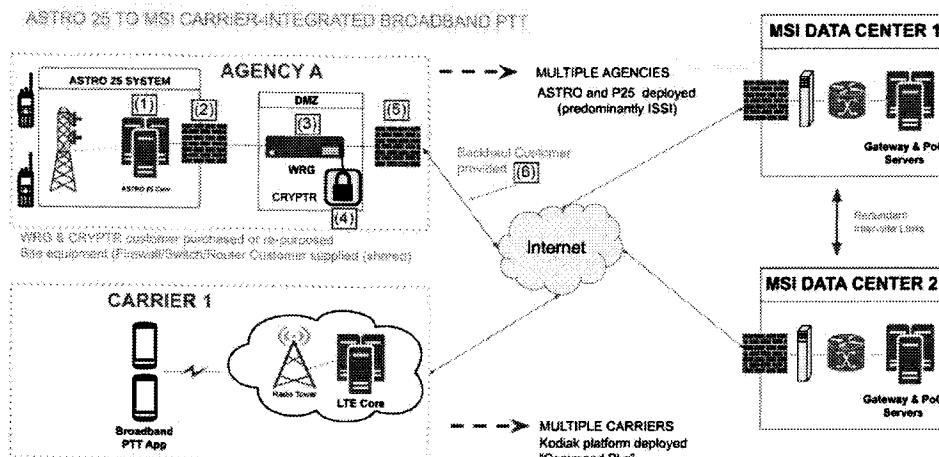 ASTRO 25 TO MSI CARRIER-INTEGRATED BROADBAND PTT
AGENCY A
ASTRO 25 SYSTEM
(1)
(2)
ASTRO 25 Core
DMZ
(3)
WRG
CRYPTR
(4)
(5)
WRG & CRYPTR customer purchased or re-purposed
Site equipment (Firewall/Switch/Router Customer supplied (shared)
MULTIPLE AGENCIES
ASTRO and P25 deployed
(predominantly ISSI)
Backhaul Customer
provided (6)
Internet
MSI DATA CENTER 1
Gateway & PoC
Servers
Redundant
Inter-site Links
MSI DATA CENTER 2
Gateway & PoC
Servers
CARRIER 1
Broadband
PTT App
Radio Tower
LTE Core
MULTIPLE CARRIERS
Kodiak platform deployed